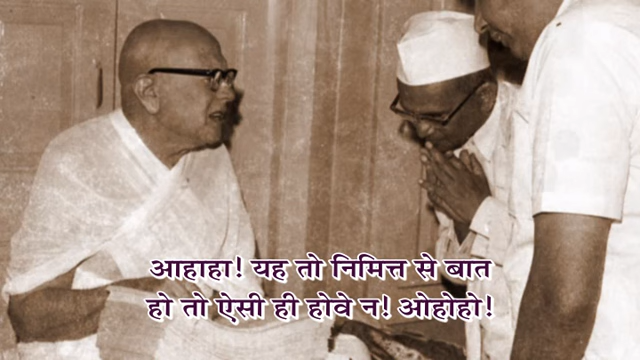 आहाहा! यह तो निमित्त से बात
हो तो ऐसी ही होवे न! ओहोहो!